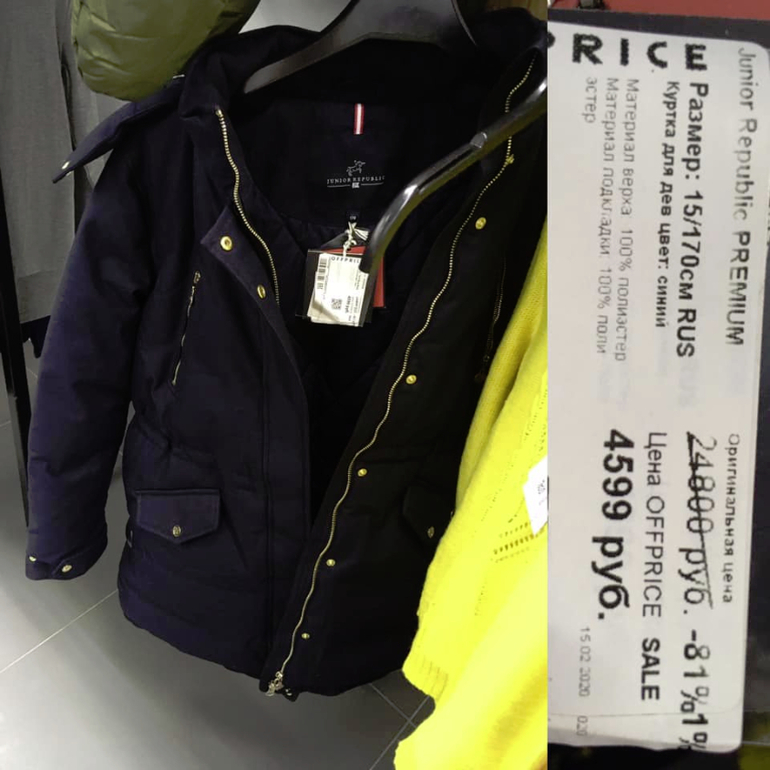 JUNIOR REPUBLIC
OFFPRI
Junior Republic PREMIUM
Размер: 15/170см RUS
Куртка для дев цвет: синий
Материал верха: 100% полиэстер
Материал подкладки: 100% поли
эстер
Оригинальная цена
24800 руб. -81%
Цена OFFPRICE SALE
4599 руб.
15 02 2020